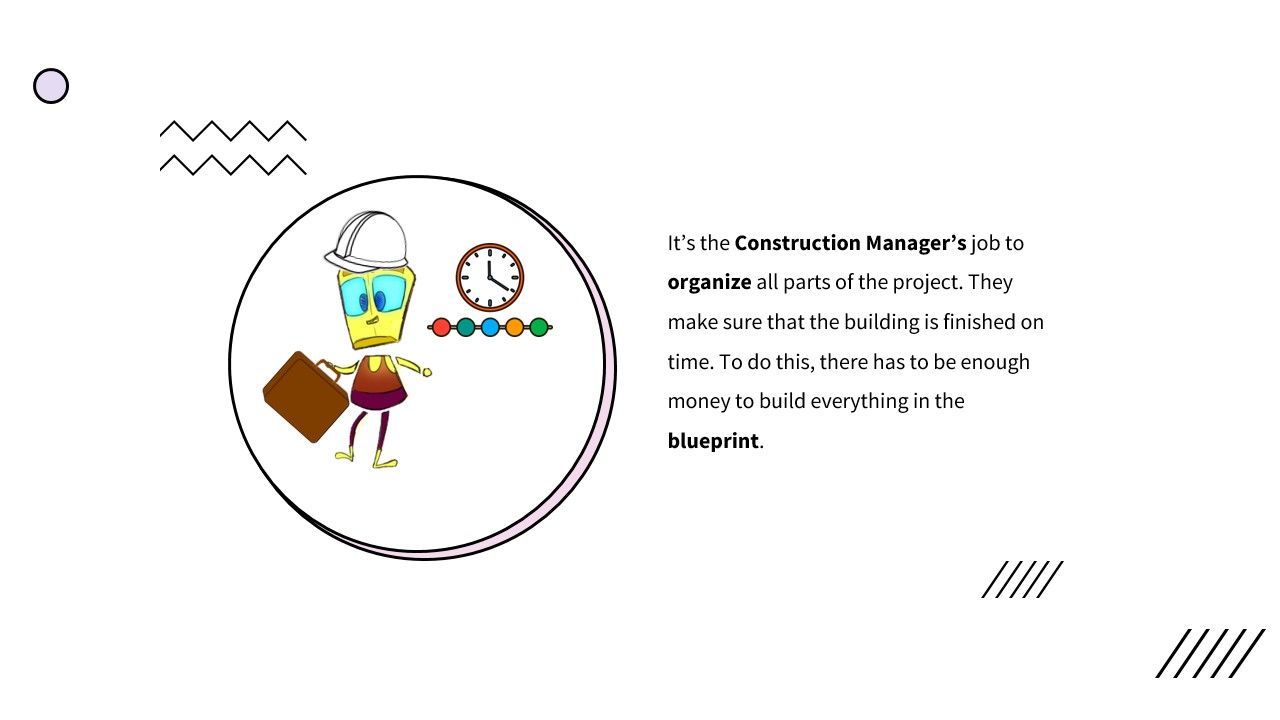 It’s the Construction Manager’s job to
organize all parts of the project. They
make sure that the building is finished on
time. To do this, there has to be enough
money to build everything in the
blueprint.